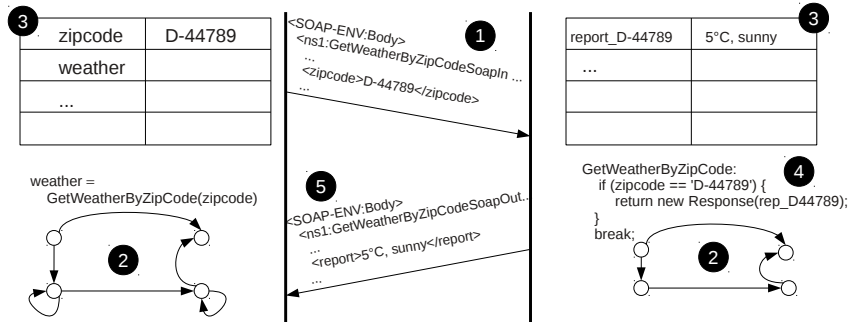 3
zipcode D-44789
weather
...
weather =
GetWeatherByZipCode(zipcode)
2
1
<SOAP-ENV:Body>
<ns1:GetWeatherByZipCodeSoapIn ...
...
<zipcode>D-44789</zipcode>
...
5
<SOAP-ENV:Body>
<ns1:GetWeatherByZipCodeSoapOut...
...
<report>5°C, sunny</report>
...
3
report_D-44789 5°C, sunny
...
4
GetWeatherByZipCode:
if (zipcode == 'D-44789') {
return new Response(rep_D44789);
}
break;
2